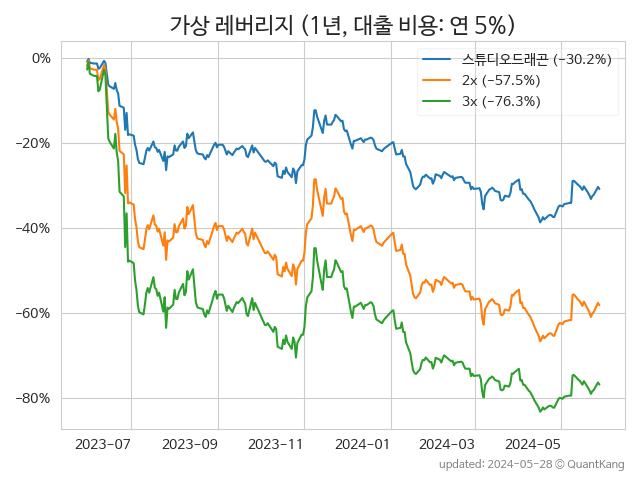 가상 레버리지 (1년, 대출 비용: 연 5%)
스튜디오드래곤 (−30.2%)
2x (−57.5%)
3x (−76.3%)
0%
−20%
−40%
−60%
−80%
2023-07 2023-09 2023-11 2024-01 2024-03 2024-05
updated: 2024-05-28 © QuantKang